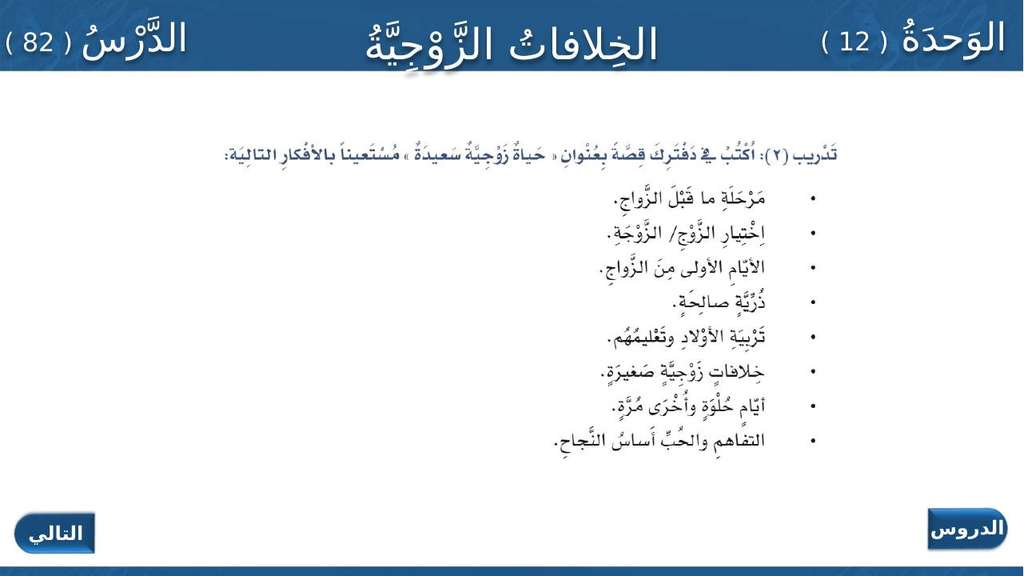 الوَحدَةُ ( 12 )
الخِلافاتُ الزَّوْجِيَّةُ
الدَّرْسُ ( 82 )
تَدْريب (٢): اُكْتُبْ في دَفْتَرِكَ قِصَّةً بِعُنْوانِ « حَياةٌ زَوْجِيَّةٌ سَعيدَةٌ » مُسْتَعيناً بالأفْكارِ التالِيَة:
• مَرْحَلَةِ ما قَبْلَ الزَّواجِ.
• اِخْتِيارِ الزَّوْجِ/ الزَّوْجَةِ.
• الأيّامِ الأولى مِنَ الزَّواجِ.
• ذُرِّيَّةٍ صالِحَةٍ.
• تَرْبِيَةِ الأوْلادِ وتَعْليمُهُم.
• خِلافاتٍ زَوْجِيَّةٍ صَغيرَةٍ.
• أيّامٍ حُلْوَةٍ وأُخْرَى مُرَّةٍ.
• التفاهمِ والحُبِّ أَساسُ النَّجاحِ.
الدروس
التالي